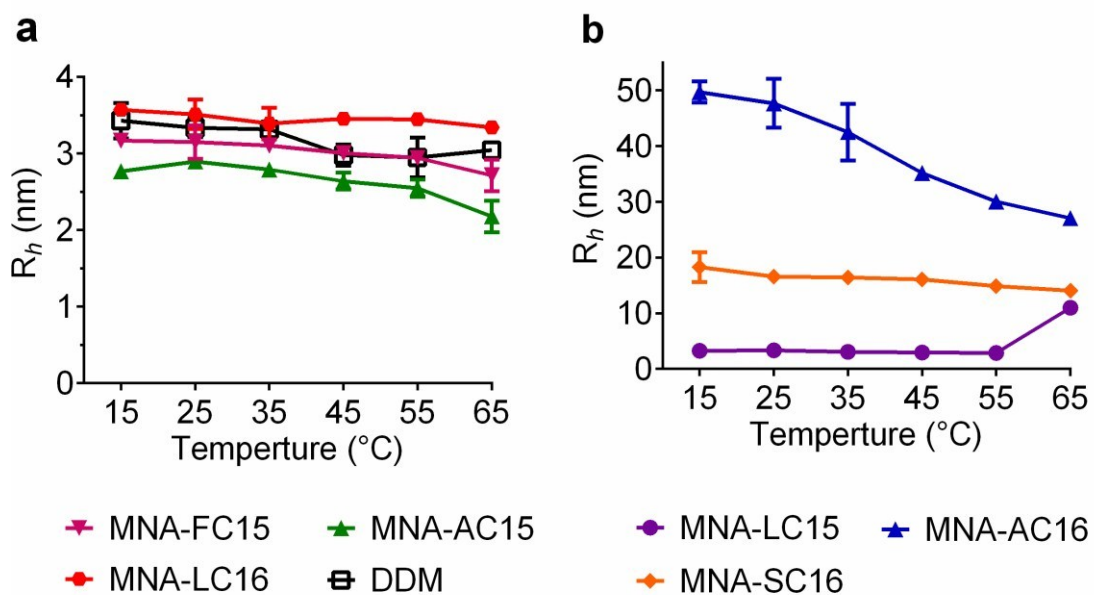 a
4
3
2
1
0
R_h (nm)
15 25 35 45 55 65
Temperture (°C)
MNA-FC15 MNA-AC15
MNA-LC16 DDM
b
50
40
30
20
10
0
R_h (nm)
15 25 35 45 55 65
Temperture (°C)
MNA-LC15 MNA-AC16
MNA-SC16